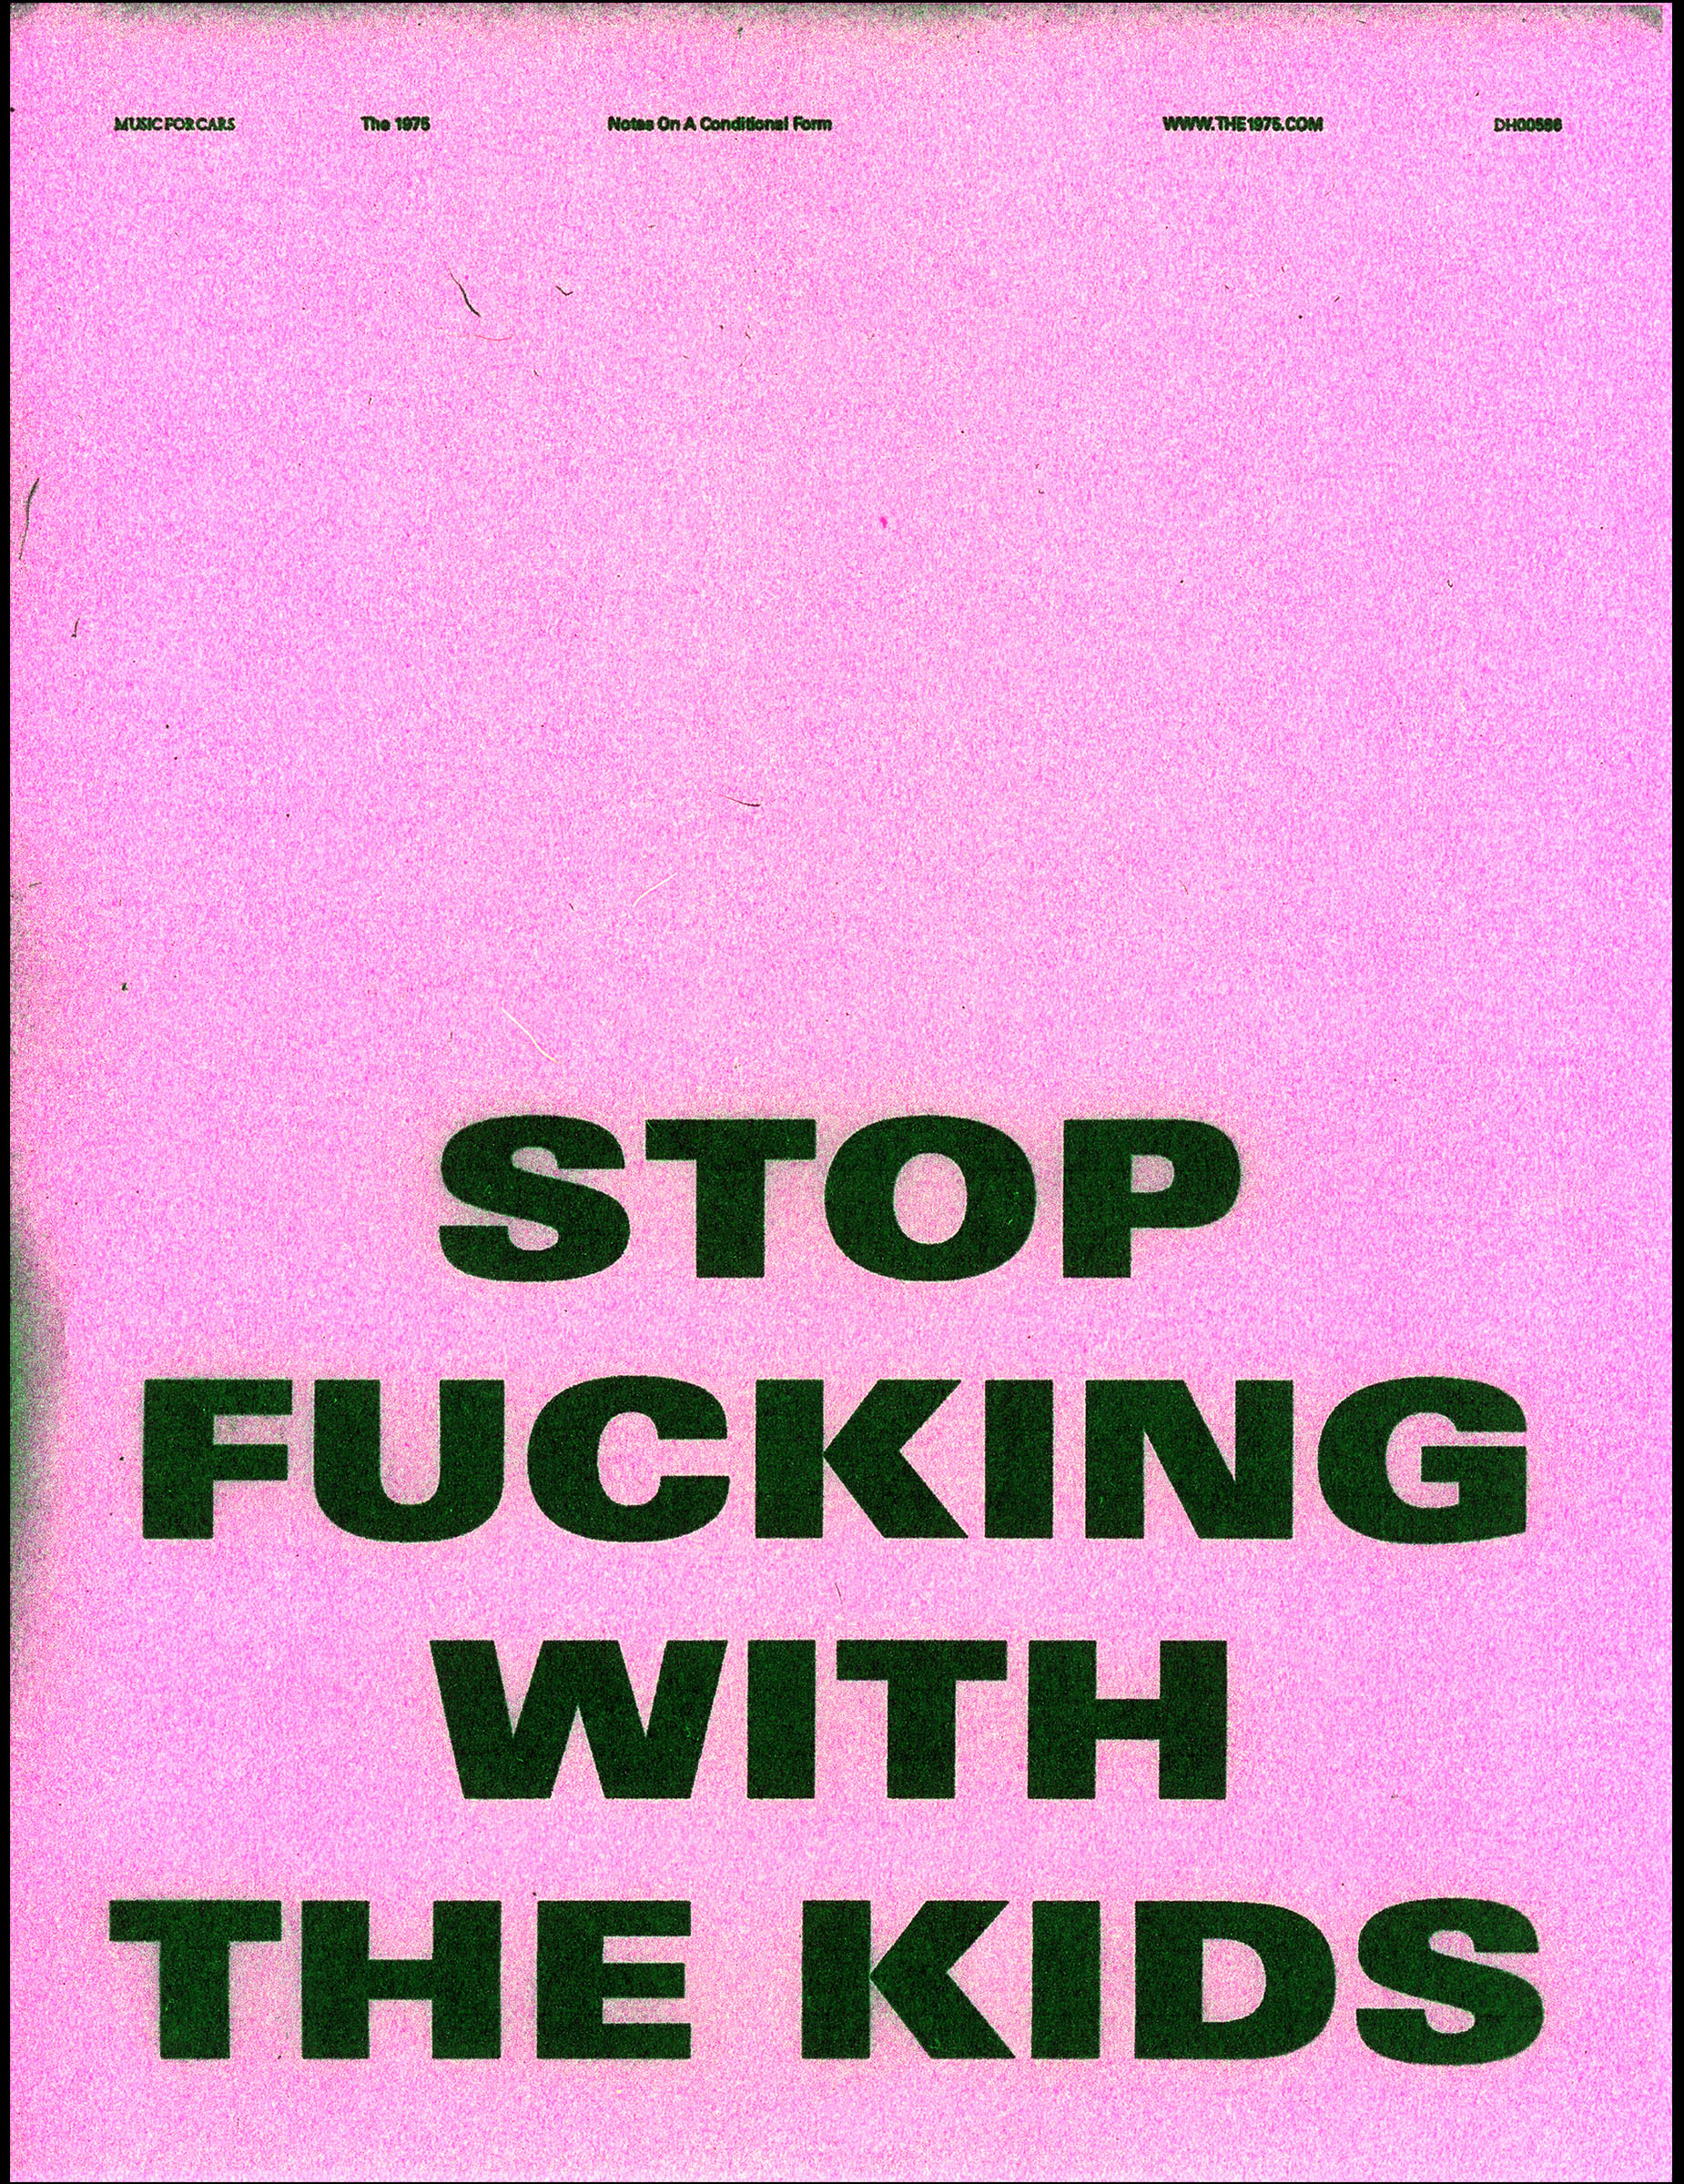 MUSIC FOR CARS The 1975 Notes On A Conditional Form WWW.THE1975.COM DH00586
STOP
FUCKING
WITH
THE KIDS